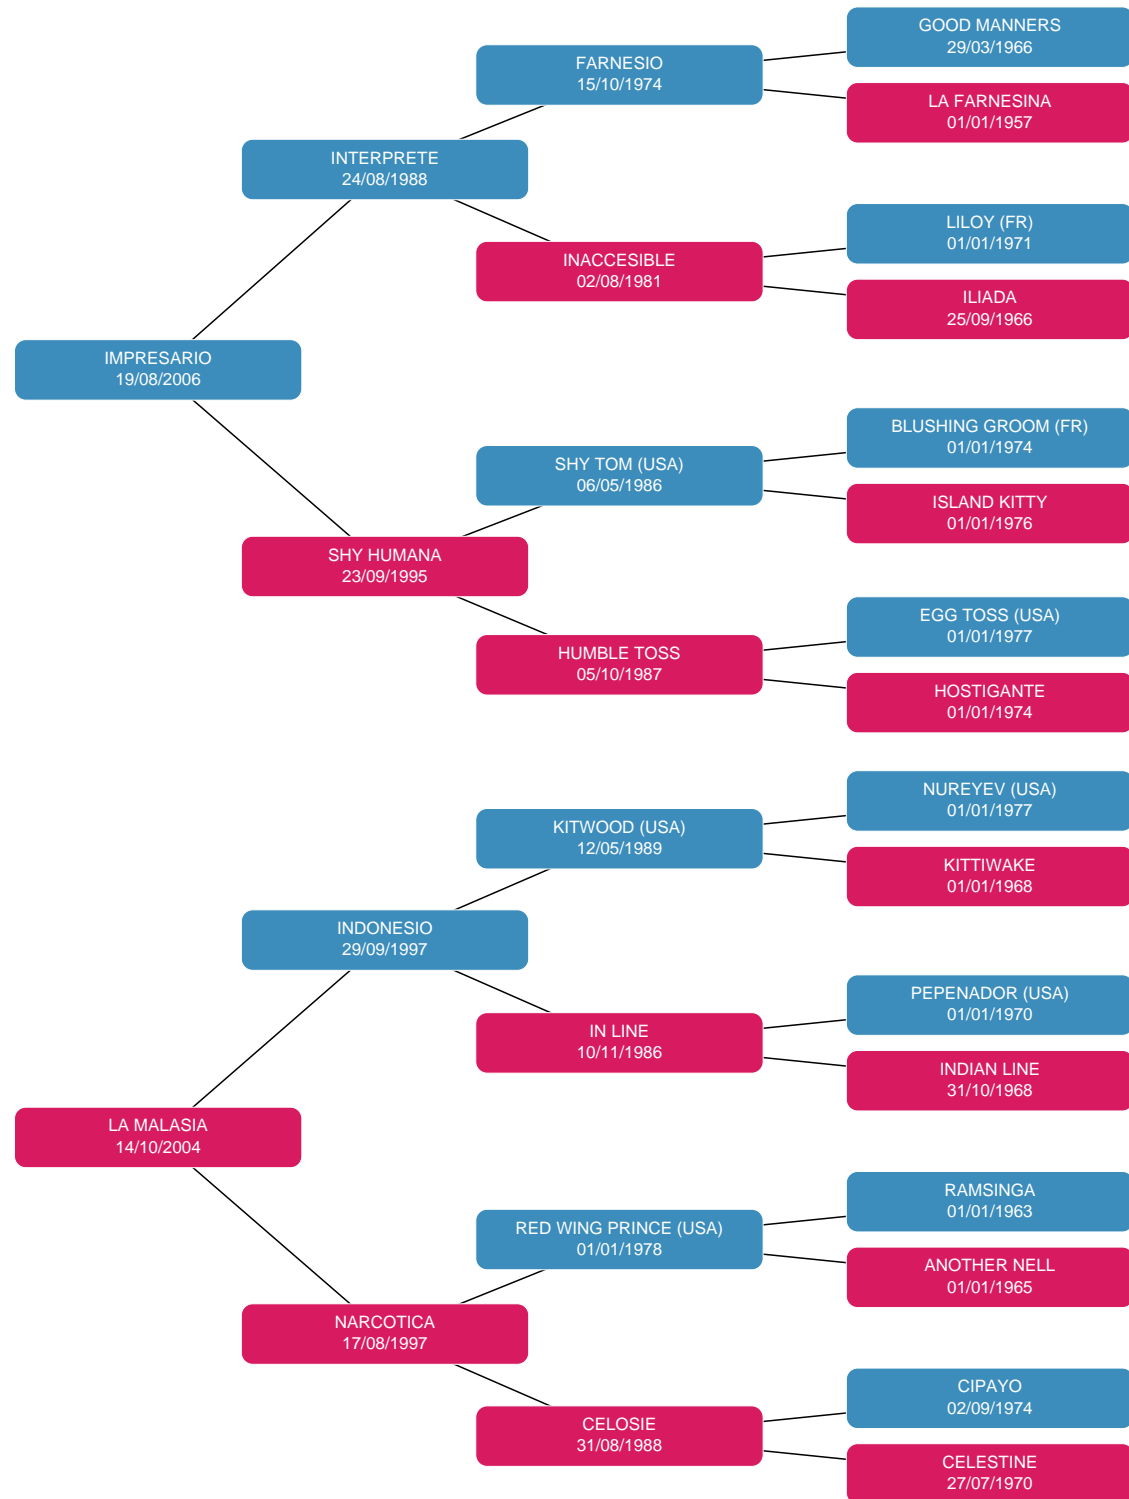 GOOD MANNERS
29/03/1966
FARNESIO
15/10/1974
LA FARNESINA
01/01/1957
INTERPRETE
24/08/1988
LILOY (FR)
01/01/1971
INACCESIBLE
02/08/1981
ILIADA
25/09/1966
IMPRESARIO
19/08/2006
BLUSHING GROOM (FR)
01/01/1974
SHY TOM (USA)
06/05/1986
ISLAND KITTY
01/01/1976
SHY HUMANA
23/09/1995
EGG TOSS (USA)
01/01/1977
HUMBLE TOSS
05/10/1987
HOSTIGANTE
01/01/1974
NUREYEV (USA)
01/01/1977
KITWOOD (USA)
12/05/1989
KITTIWAKE
01/01/1968
INDONESIO
29/09/1997
PEPENADOR (USA)
01/01/1970
IN LINE
10/11/1986
INDIAN LINE
31/10/1968
LA MALASIA
14/10/2004
RAMSINGA
01/01/1963
RED WING PRINCE (USA)
01/01/1978
ANOTHER NELL
01/01/1965
NARCOTICA
17/08/1997
CIPAYO
02/09/1974
CELOSIE
31/08/1988
CELESTINE
27/07/1970